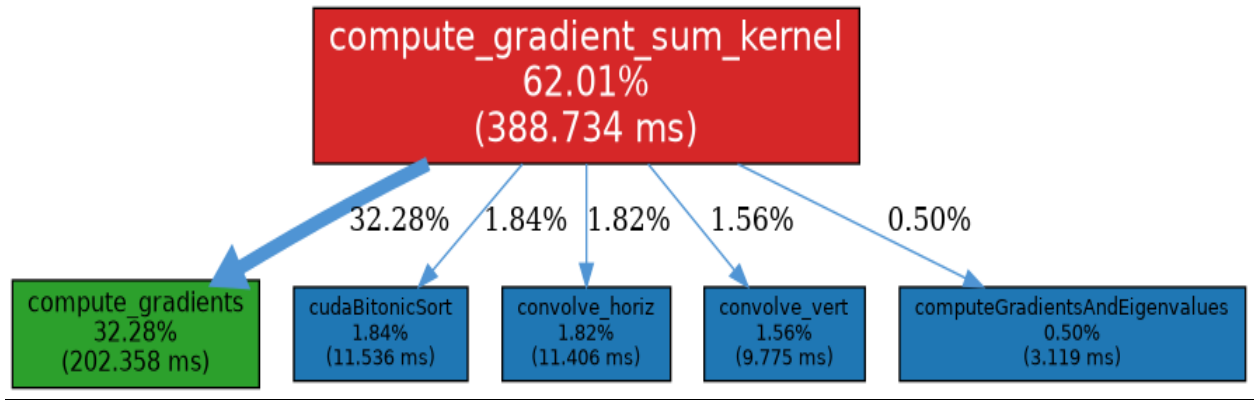 compute_gradient_sum_kernel
62.01%
(388.734 ms)
32.28%
1.84%
1.82%
1.56%
0.50%
compute_gradients
32.28%
(202.358 ms)
cudaBitonicSort
1.84%
(11.536 ms)
convolve_horiz
1.82%
(11.406 ms)
convolve_vert
1.56%
(9.775 ms)
computeGradientsAndEigenvalues
0.50%
(3.119 ms)